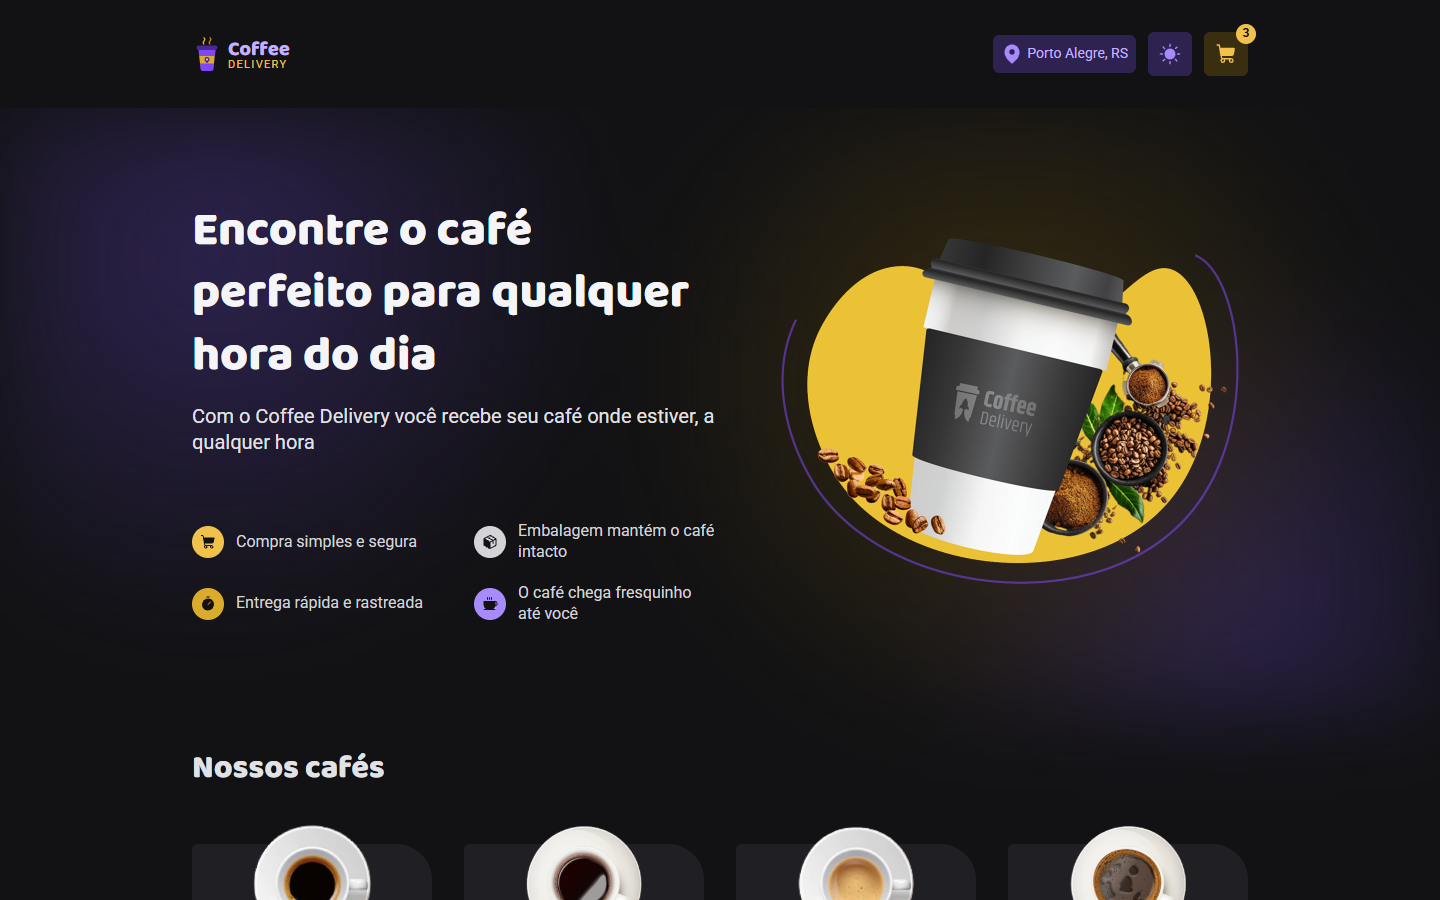 Coffee
DELIVERY
Porto Alegre, RS
3
Encontre o café
perfeito para qualquer
hora do dia
Com o Coffee Delivery você recebe seu café onde estiver, a
qualquer hora
Compra simples e segura
Embalagem mantém o café
intacto
Entrega rápida e rastreada
O café chega fresquinho
até você
Coffee
Delivery
Nossos cafés